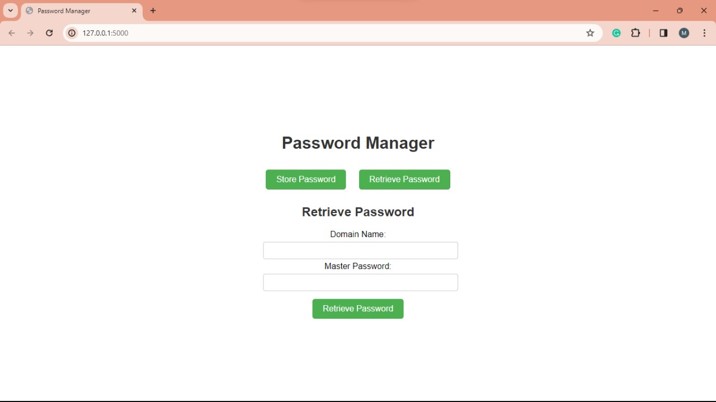 Password Manager
127.0.0.1:5000
M
Password Manager
Store Password Retrieve Password
Retrieve Password
Domain Name:
Master Password:
Retrieve Password